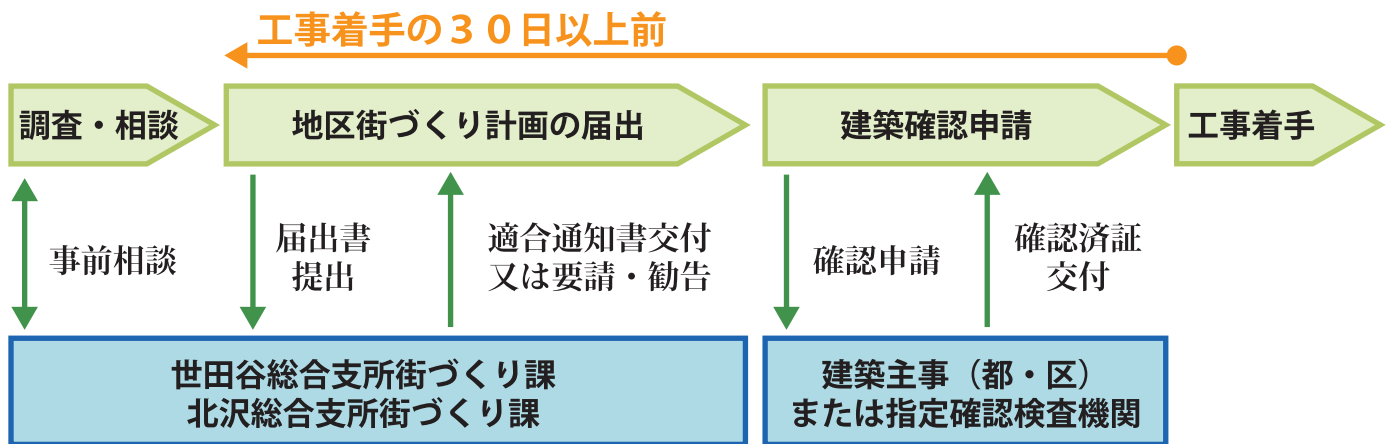 工事着手の３０日以上前
調査・相談
地区街づくり計画の届出
建築確認申請
工事着手
事前相談
届出書
提出
適合通知書交付
又は要請・勧告
確認申請
確認済証
交付
世田谷総合支所街づくり課
北沢総合支所街づくり課
建築主事（都・区）
または指定確認検査機関